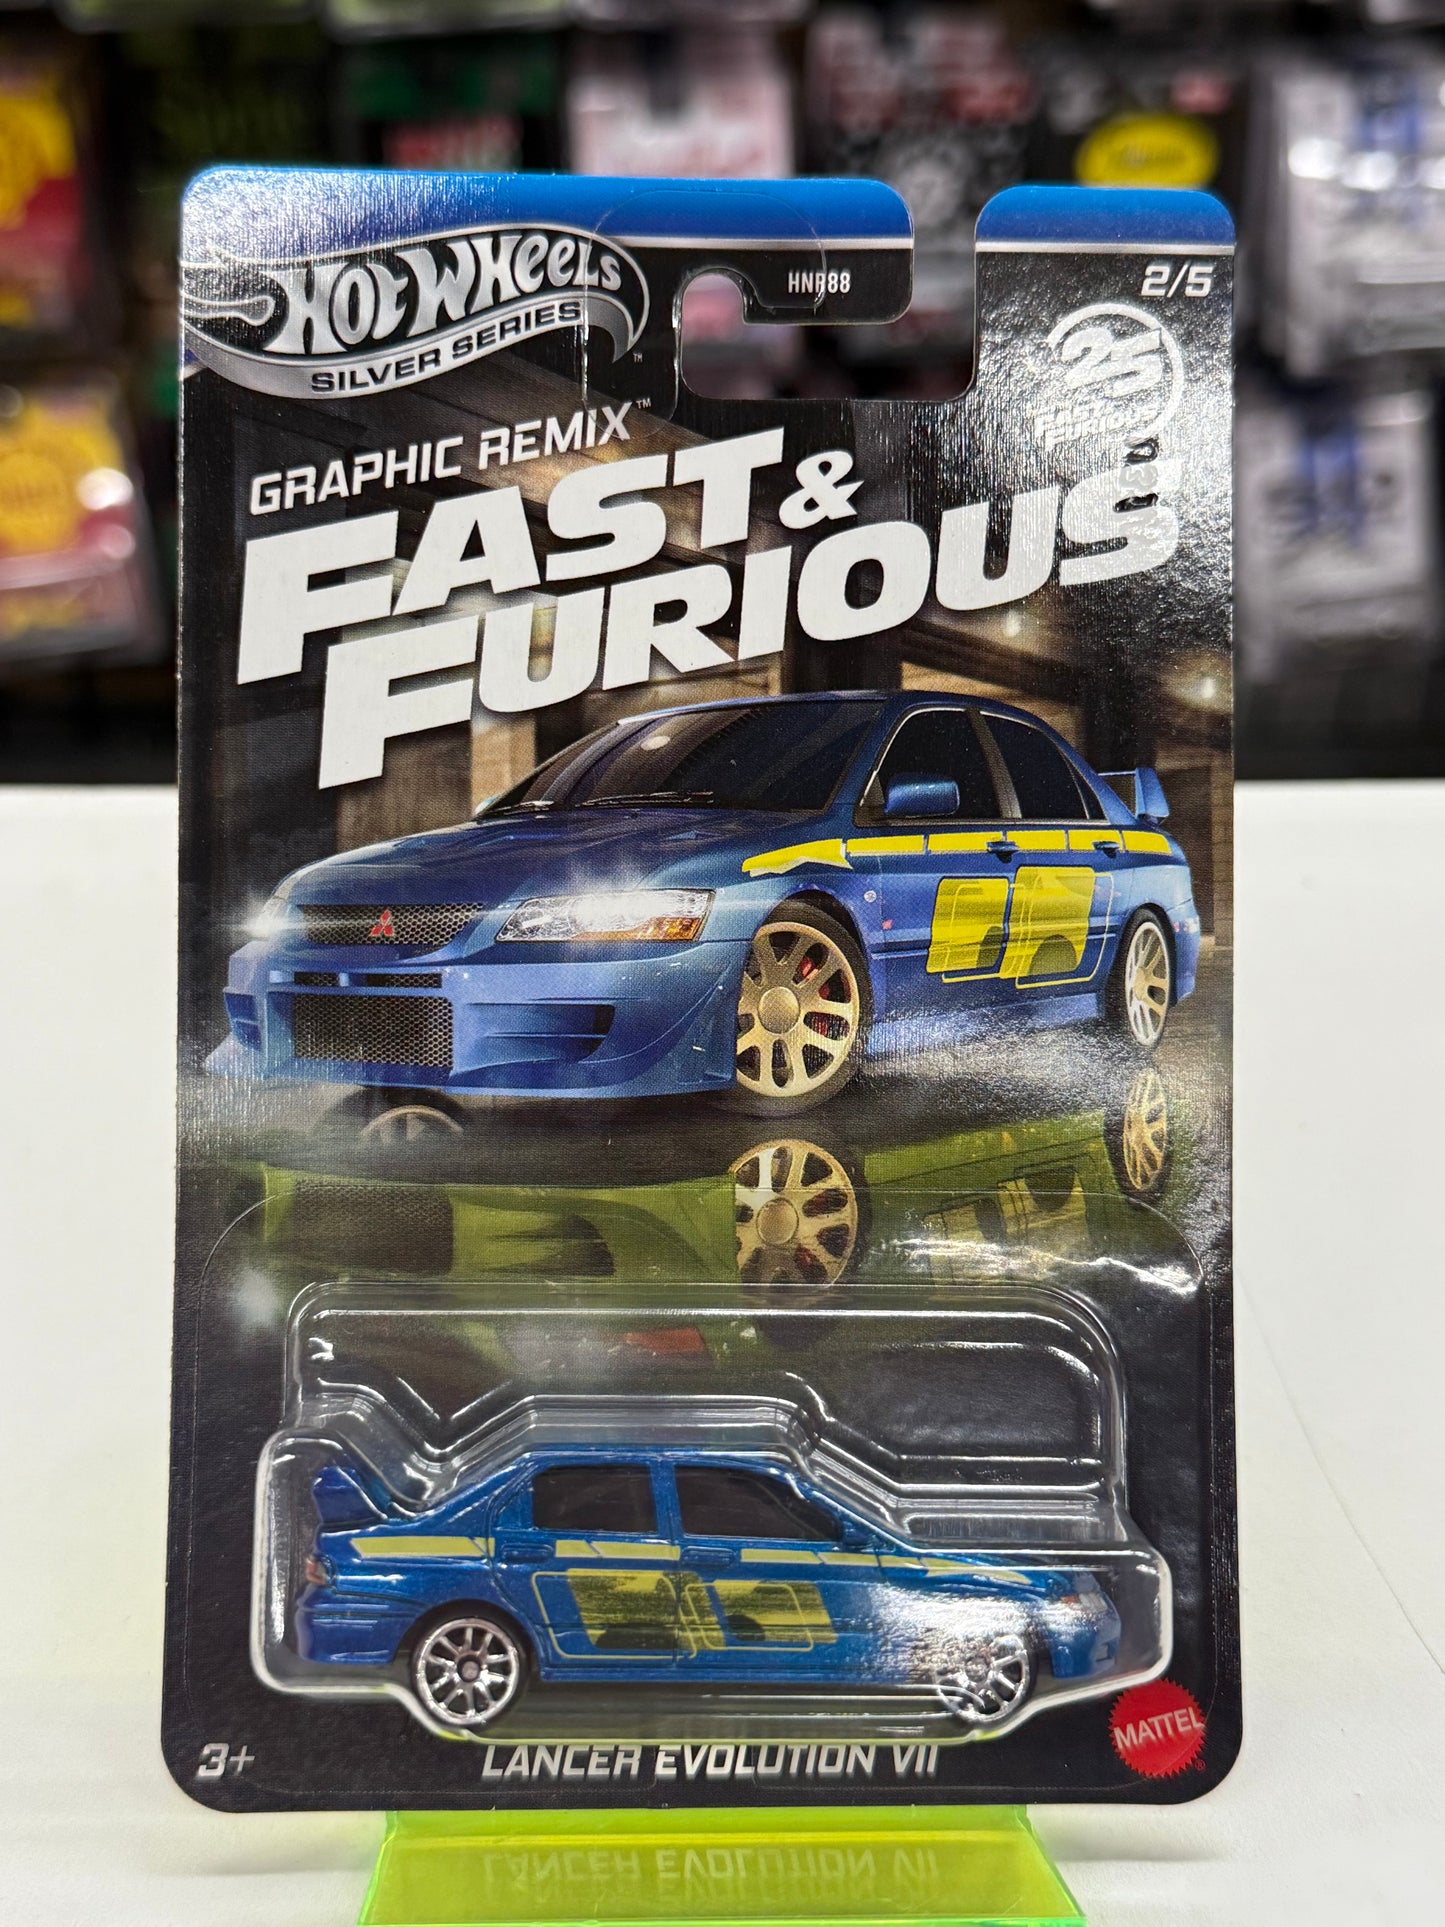 HOT WHEELS
™
SILVER SERIES
HNR88
2/5
25
FAST &
FURIOUS
GRAPHIC REMIX™
FAST &
FURIOUS
3+
LANCER EVOLUTION VII
MATTEL
®